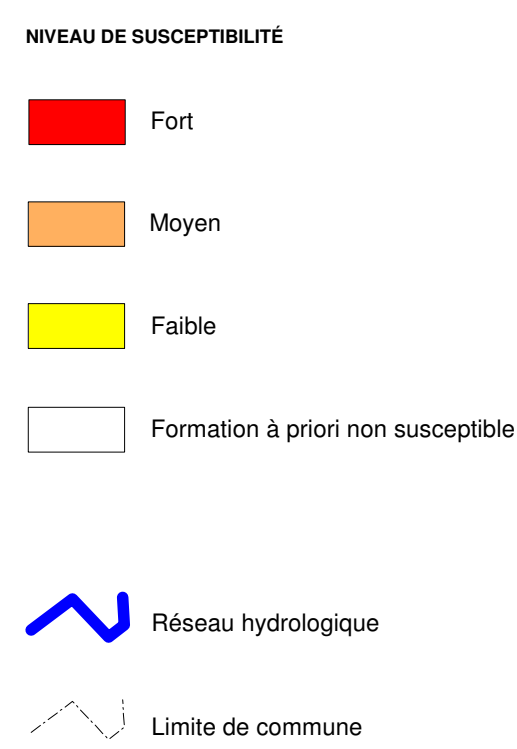 NIVEAU DE SUSCEPTIBILITÉ
Fort
Moyen
Faible
Formation à priori non susceptible
Réseau hydrologique
Limite de commune